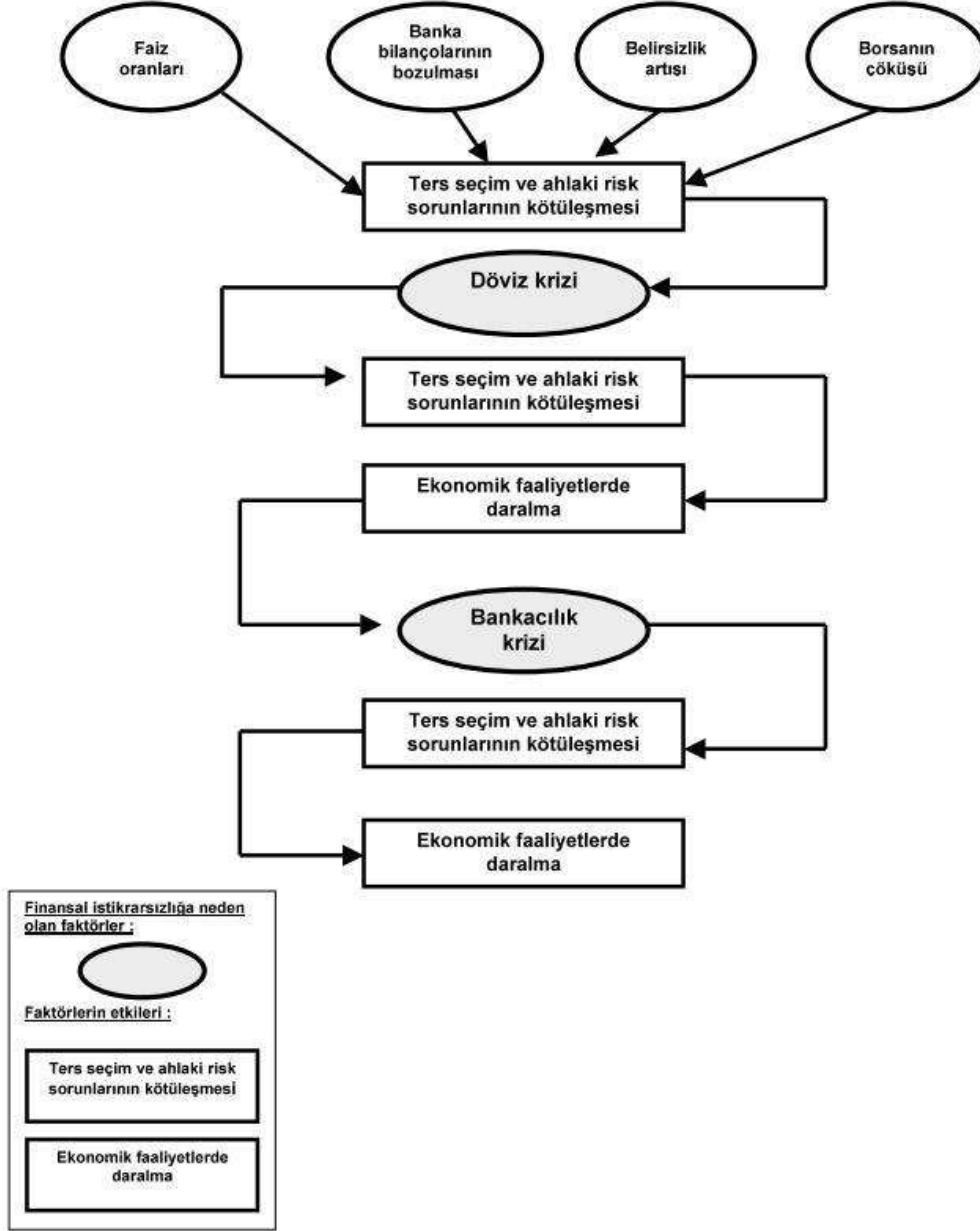 Faiz
oranları
Banka
bilançolarının
bozulması
Belirsizlik
artışı
Borsanın
çöküşü
Ters seçim ve ahlaki risk
sorunlarının kötüleşmesi
Döviz krizi
Ters seçim ve ahlaki risk
sorunlarının kötüleşmesi
Ekonomik faaliyetlerde
daralma
Bankacılık
krizi
Ters seçim ve ahlaki risk
sorunlarının kötüleşmesi
Ekonomik faaliyetlerde
daralma
Finansal istikrarsızlığa neden
olan faktörler :
Faktörlerin etkileri :
Ters seçim ve ahlaki risk
sorunlarının kötüleşmesi
Ekonomik faaliyetlerde
daralma